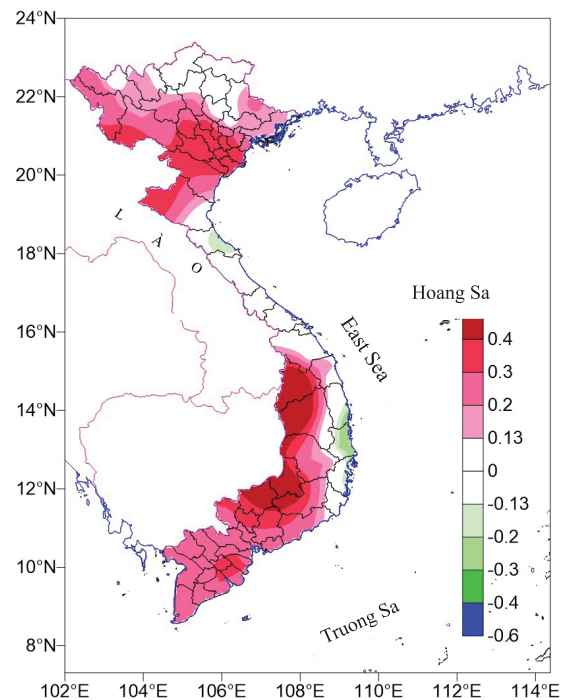 24°N
22°N
20°N
18°N
16°N
14°N
12°N
10°N
8°N
102°E 104°E 106°E 108°E 110°E 112°E 114°E
L A O
East Sea
Hoang Sa
Truong Sa
0.4
0.3
0.2
0.13
0
-0.13
-0.2
-0.3
-0.4
-0.6